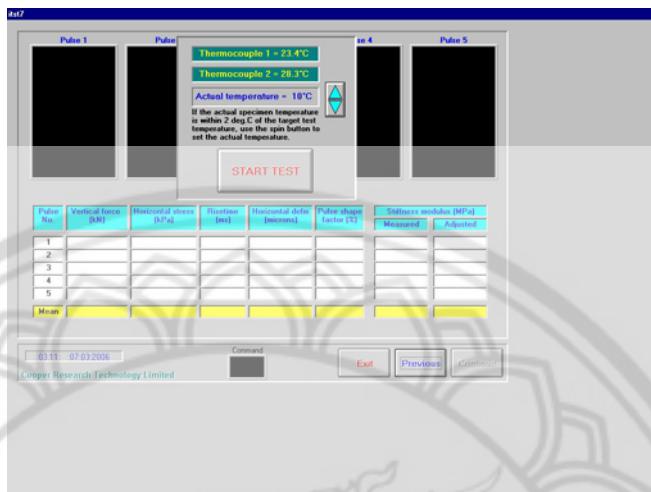 itst7
Pulse 1
Pulse
se 4
Pulse 5
Thermocouple 1 = 23.4°C
Thermocouple 2 = 28.3°C
Actual temperature = 10°C
If the actual specimen temperature
is within 2 deg.C of the target test
temperature, use the spin button to
set the actual temperature.
START TEST
Pulse No. Vertical force (kN) Horizontal stress (kPa) Risetime (ms) Horizontal defm (microns) Pulse shape factor (%) Stiffness modulus (MPa)
Measured Adjusted
1
2
3
4
5
Mean
03:11 07:03:2006
Command
Exit
Previous
Continue
Cooper Research Technology Limited